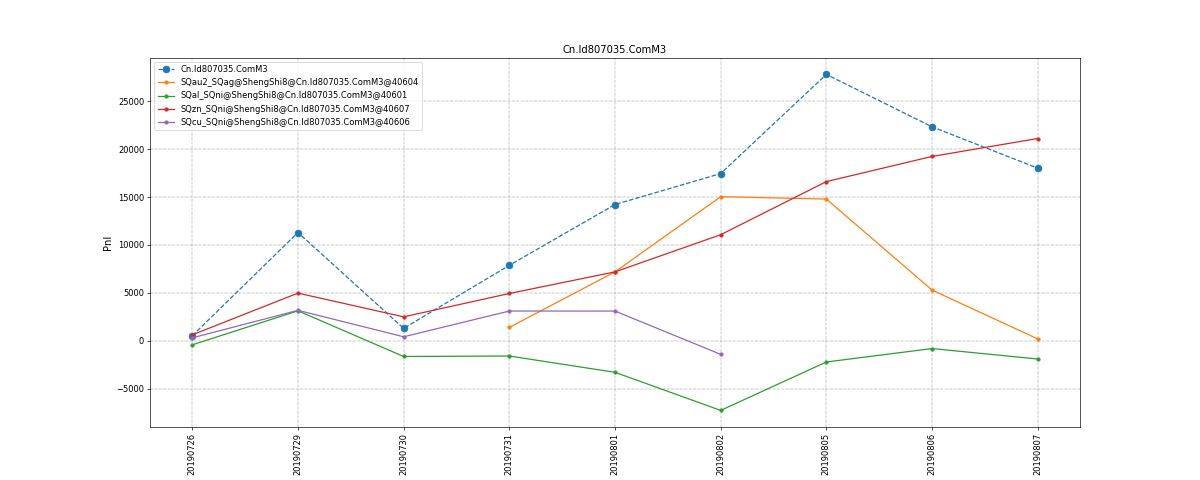 Cn.Id807035.ComM3
Cn.Id807035.ComM3
SQau2_SQag@ShengShi8@Cn.Id807035.ComM3@40604
SQal_SQni@ShengShi8@Cn.Id807035.ComM3@40601
SQzn_SQni@ShengShi8@Cn.Id807035.ComM3@40607
SQcu_SQni@ShengShi8@Cn.Id807035.ComM3@40606
25000
20000
15000
10000
5000
0
−5000
Pnl
20190726
20190729
20190730
20190731
20190801
20190802
20190805
20190806
20190807